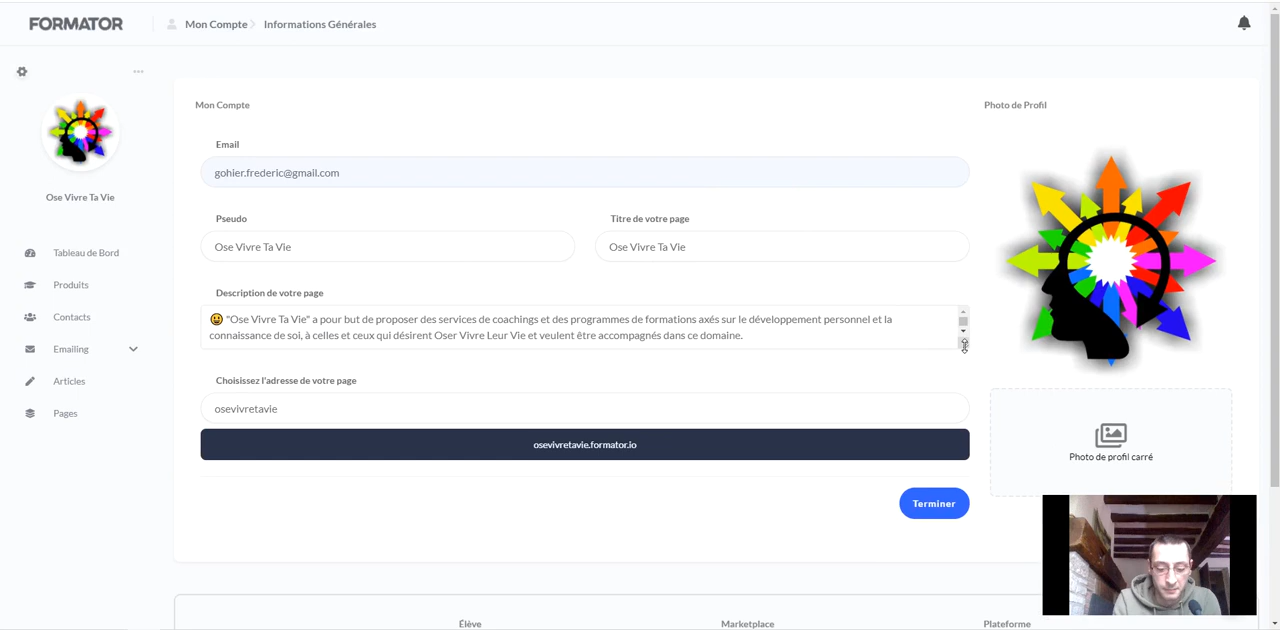 FORMATOR
Mon Compte
Informations Générales
Ose Vivre Ta Vie
Tableau de Bord
Produits
Contacts
Emailing
Articles
Pages
Mon Compte
Email
gohier.frederic@gmail.com
Pseudo
Ose Vivre Ta Vie
Titre de votre page
Ose Vivre Ta Vie
Description de votre page
😃 "Ose Vivre Ta Vie" a pour but de proposer des services de coachings et des programmes de formations axés sur le développement personnel et la
connaissance de soi, à celles et ceux qui désirent Oser Vivre Leur Vie et veulent être accompagnés dans ce domaine.
Choisissez l'adresse de votre page
osevivretavie
osevivretavie.formator.io
Terminer
Photo de Profil
Photo de profil carré
Élève
Marketplace
Plateforme